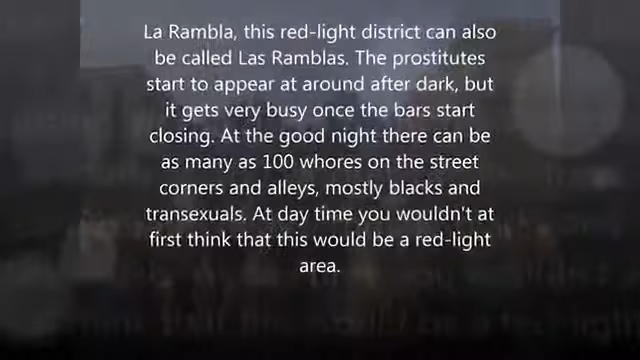 La Rambla, this red-light district can also
be called Las Ramblas. The prostitutes
start to appear at around after dark, but
it gets very busy once the bars start
closing. At the good night there can be
as many as 100 whores on the street
corners and alleys, mostly blacks and
transexuals. At day time you wouldn't at
first think that this would be a red-light
area.